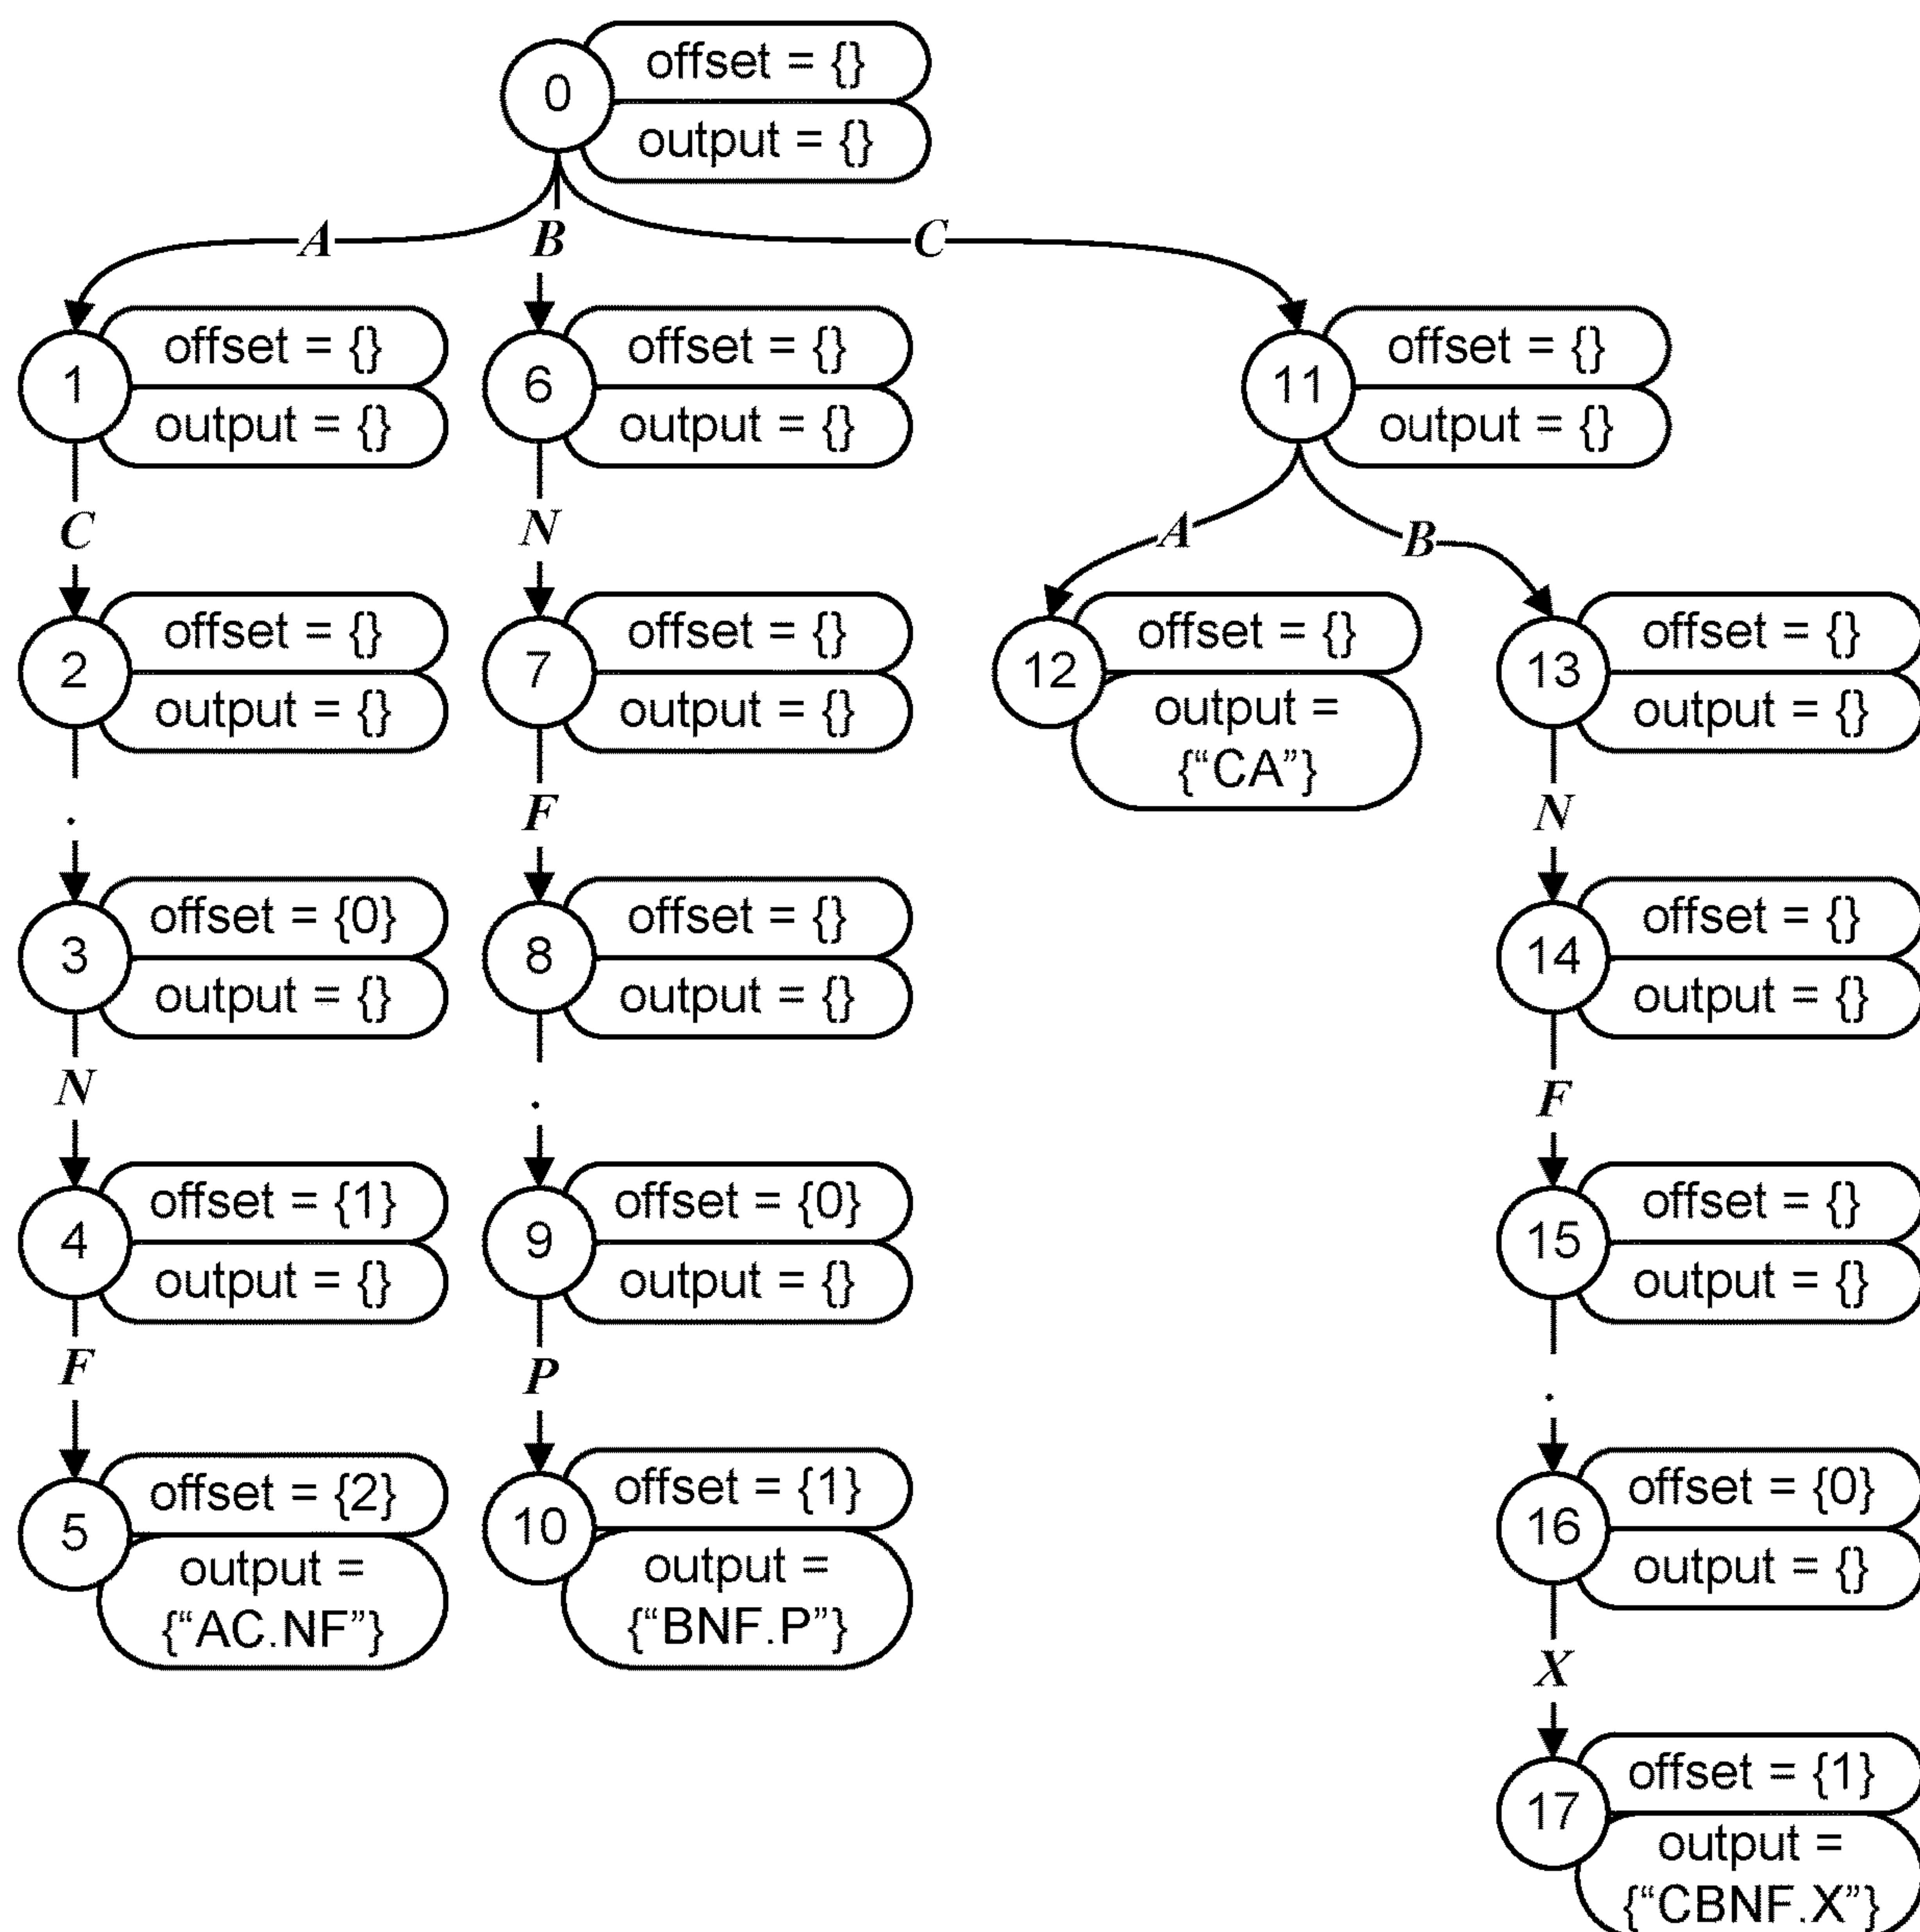 offset = {}
0
output = {}
A
B
C
offset = {}
1
output = {}
offset = {}
6
output = {}
offset = {}
11
output = {}
C
N
A
B
offset = {}
2
output = {}
offset = {}
7
output = {}
offset = {}
12
output =
{“CA”}
offset = {}
13
output = {}
.
F
N
offset = {0}
3
output = {}
offset = {}
8
output = {}
offset = {}
14
output = {}
N
.
F
offset = {1}
4
output = {}
offset = {0}
9
output = {}
offset = {}
15
output = {}
F
P
.
offset = {2}
5
output =
{“AC.NF”}
offset = {1}
10
output =
{“BNF.P”}
offset = {0}
16
output = {}
X
offset = {1}
17
output =
{“CBNF.X”}